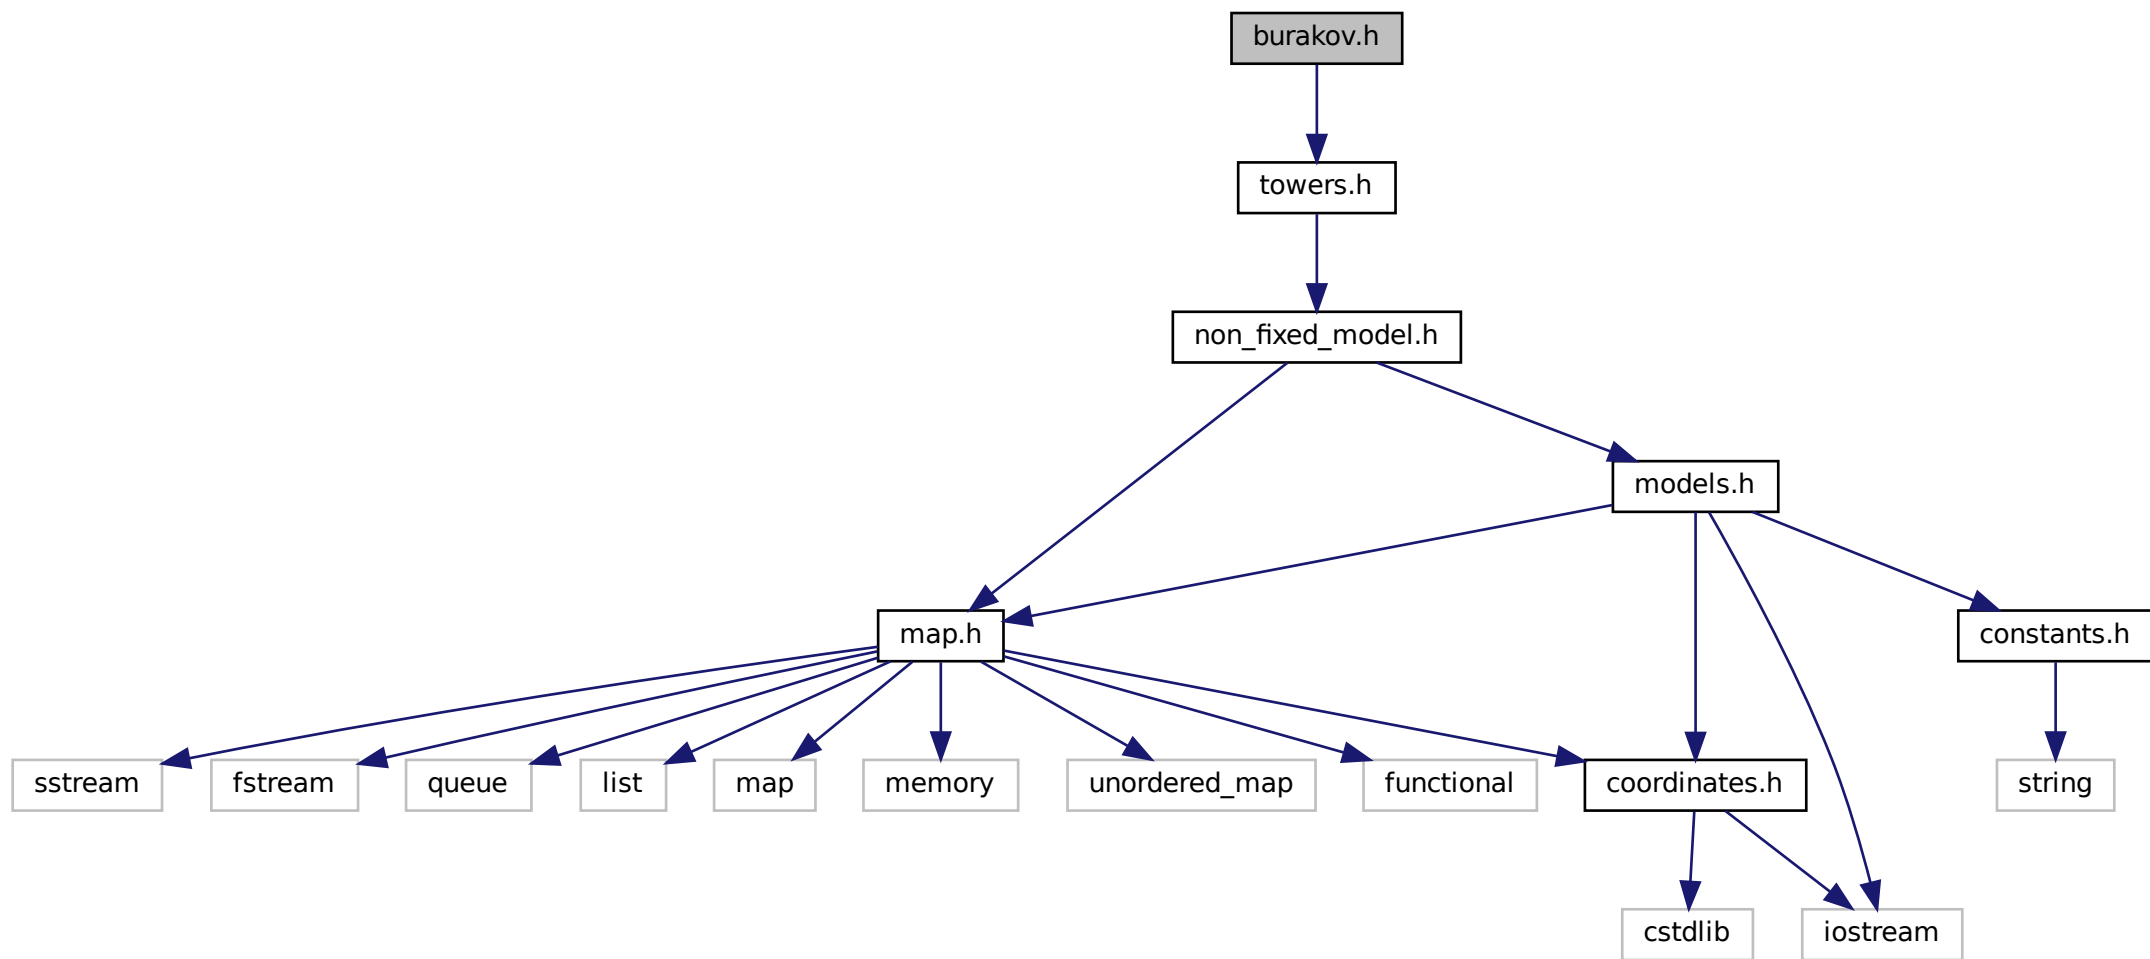 burakov.h
towers.h
non_fixed_model.h
models.h
map.h
constants.h
sstream
fstream
queue
list
map
memory
unordered_map
functional
coordinates.h
string
cstdlib
iostream